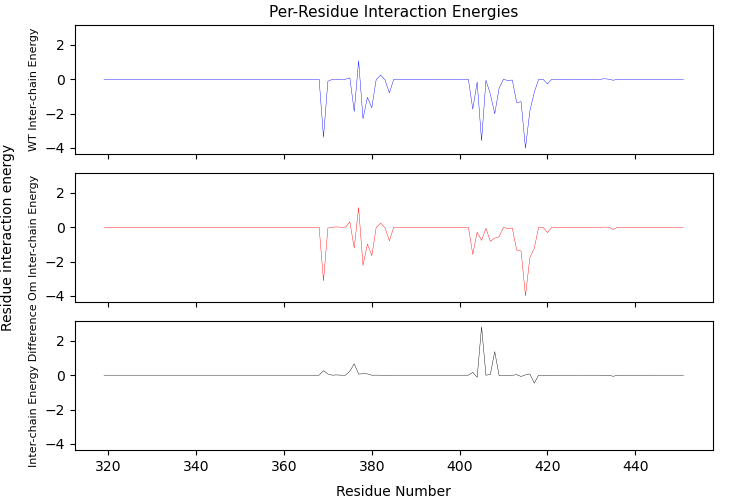 Per-Residue Interaction Energies
Residue interaction energy
WT Inter-chain Energy
2
0
−2
−4
Om Inter-chain Energy
2
0
−2
−4
Inter-chain Energy Difference
2
0
−2
−4
320 340 360 380 400 420 440
Residue Number